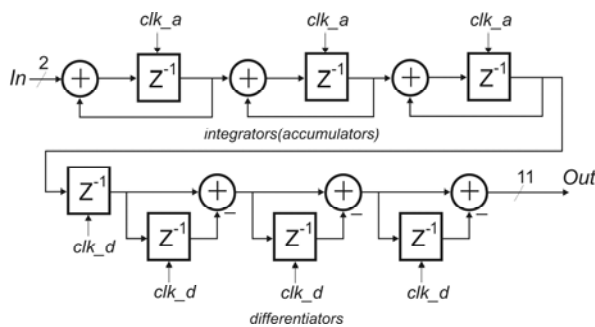 clk_a clk_a clk_a
In 2 + Z-1 + Z-1 + Z-1
integrators(accumulators)
Z-1 + + + 11 Out
– – –
clk_d Z-1 Z-1 Z-1
clk_d clk_d clk_d
differentiators